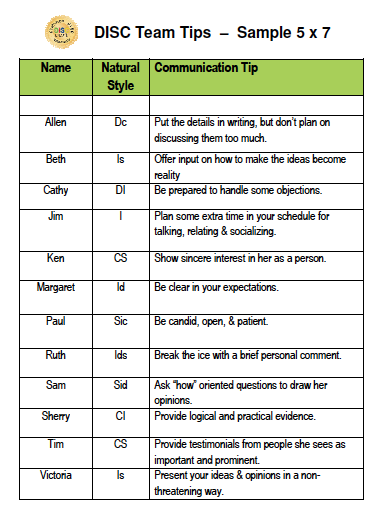 DISC Team Tips – Sample 5 x 7
Name Natural Style Communication Tip
Allen Dc Put the details in writing, but don’t plan on
discussing them too much.
Beth Is Offer input on how to make the ideas become
reality
Cathy DI Be prepared to handle some objections.
Jim I Plan some extra time in your schedule for
talking, relating & socializing.
Ken CS Show sincere interest in her as a person.
Margaret Id Be clear in your expectations.
Paul Sic Be candid, open, & patient.
Ruth Ids Break the ice with a brief personal comment.
Sam Sid Ask “how” oriented questions to draw her
opinions.
Sherry CI Provide logical and practical evidence.
Tim CS Provide testimonials from people she sees as
important and prominent.
Victoria Is Present your ideas & opinions in a non-
threatening way.